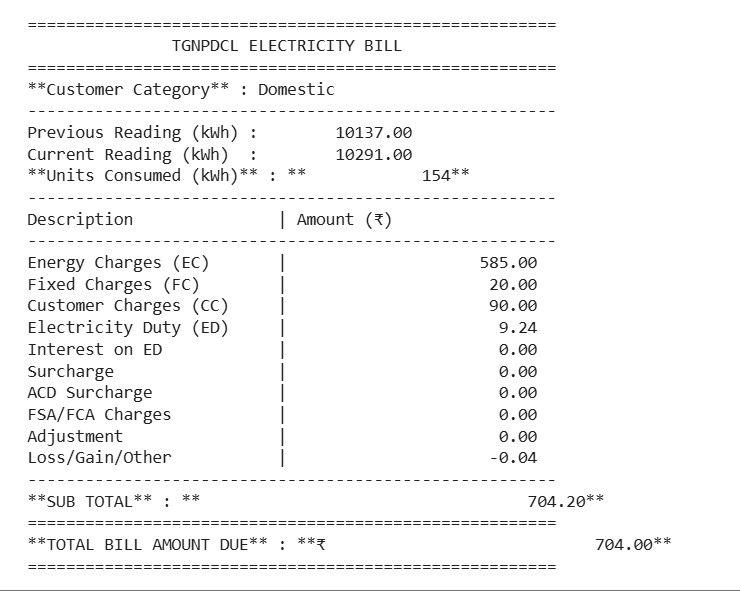 =======================================================
TGNPDCL ELECTRICITY BILL
=======================================================
**Customer Category** : Domestic
-------------------------------------------------------
Previous Reading (kWh) :        10137.00
Current Reading (kWh)  :        10291.00
**Units Consumed (kWh)** : **            154**
-------------------------------------------------------
Description               | Amount (₹)
-------------------------------------------------------
Energy Charges (EC)       |                    585.00
Fixed Charges (FC)        |                     20.00
Customer Charges (CC)     |                     90.00
Electricity Duty (ED)     |                      9.24
Interest on ED            |                      0.00
Surcharge                 |                      0.00
ACD Surcharge             |                      0.00
FSA/FCA Charges           |                      0.00
Adjustment                |                      0.00
Loss/Gain/Other           |                     -0.04
-------------------------------------------------------
**SUB TOTAL** : **                                  704.20**
=======================================================
**TOTAL BILL AMOUNT DUE** : **₹                            704.00**
=======================================================